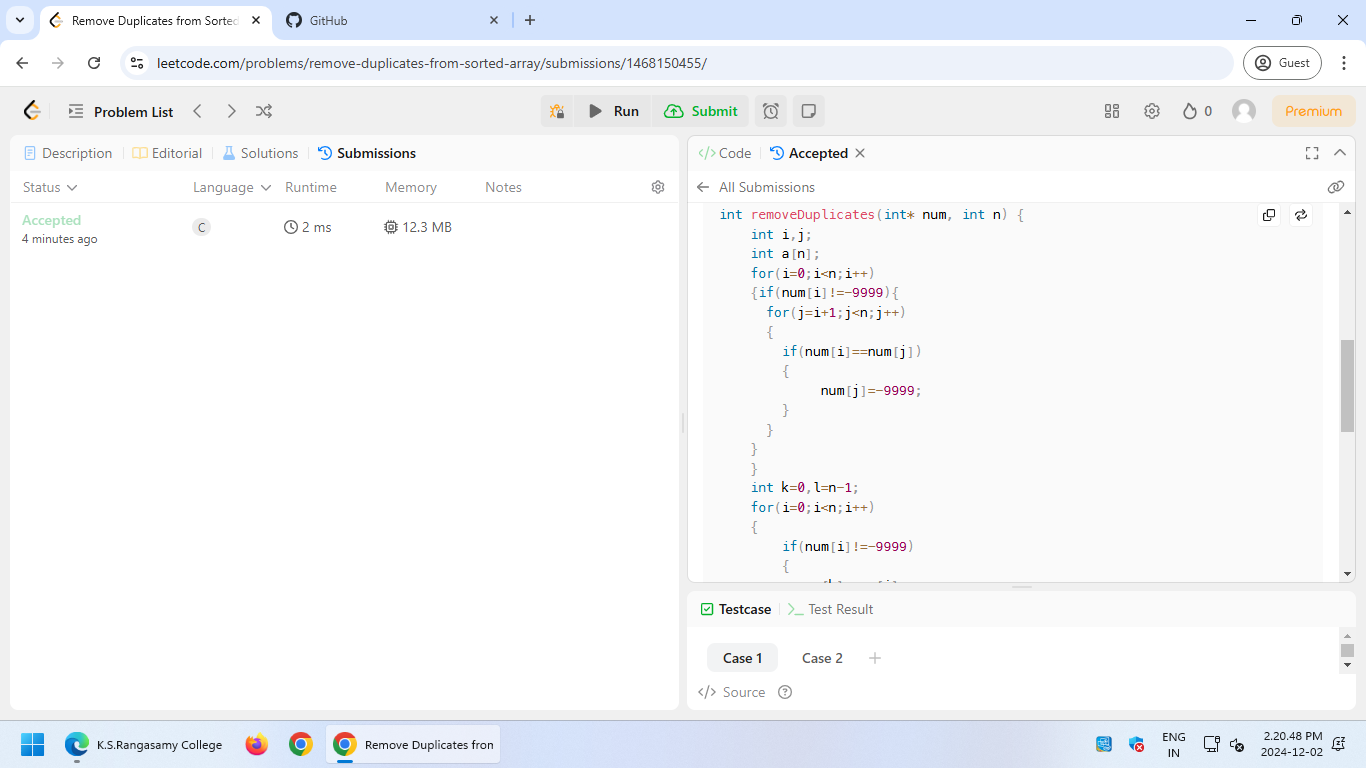 Remove Duplicates from Sorted
GitHub
leetcode.com/problems/remove-duplicates-from-sorted-array/submissions/1468150455/
Guest
Problem List
Run
Submit
0
Premium
Description
Editorial
Solutions
Submissions
Status
Language
Runtime
Memory
Notes
Accepted
4 minutes ago
C
2 ms
12.3 MB
</> Code
Accepted
All Submissions
int removeDuplicates(int* num, int n) {
int i,j;
int a[n];
for(i=0;i<n;i++)
{if(num[i]!=-9999){
for(j=i+1;j<n;j++)
{
if(num[i]==num[j])
{
num[j]=-9999;
}
}
}
}
int k=0,l=n-1;
for(i=0;i<n;i++)
{
if(num[i]!=-9999)
{
Testcase
>_ Test Result
Case 1
Case 2
+
</> Source
K.S.Rangasamy College
Remove Duplicates fron
ENG
IN
2.20.48 PM
2024-12-02